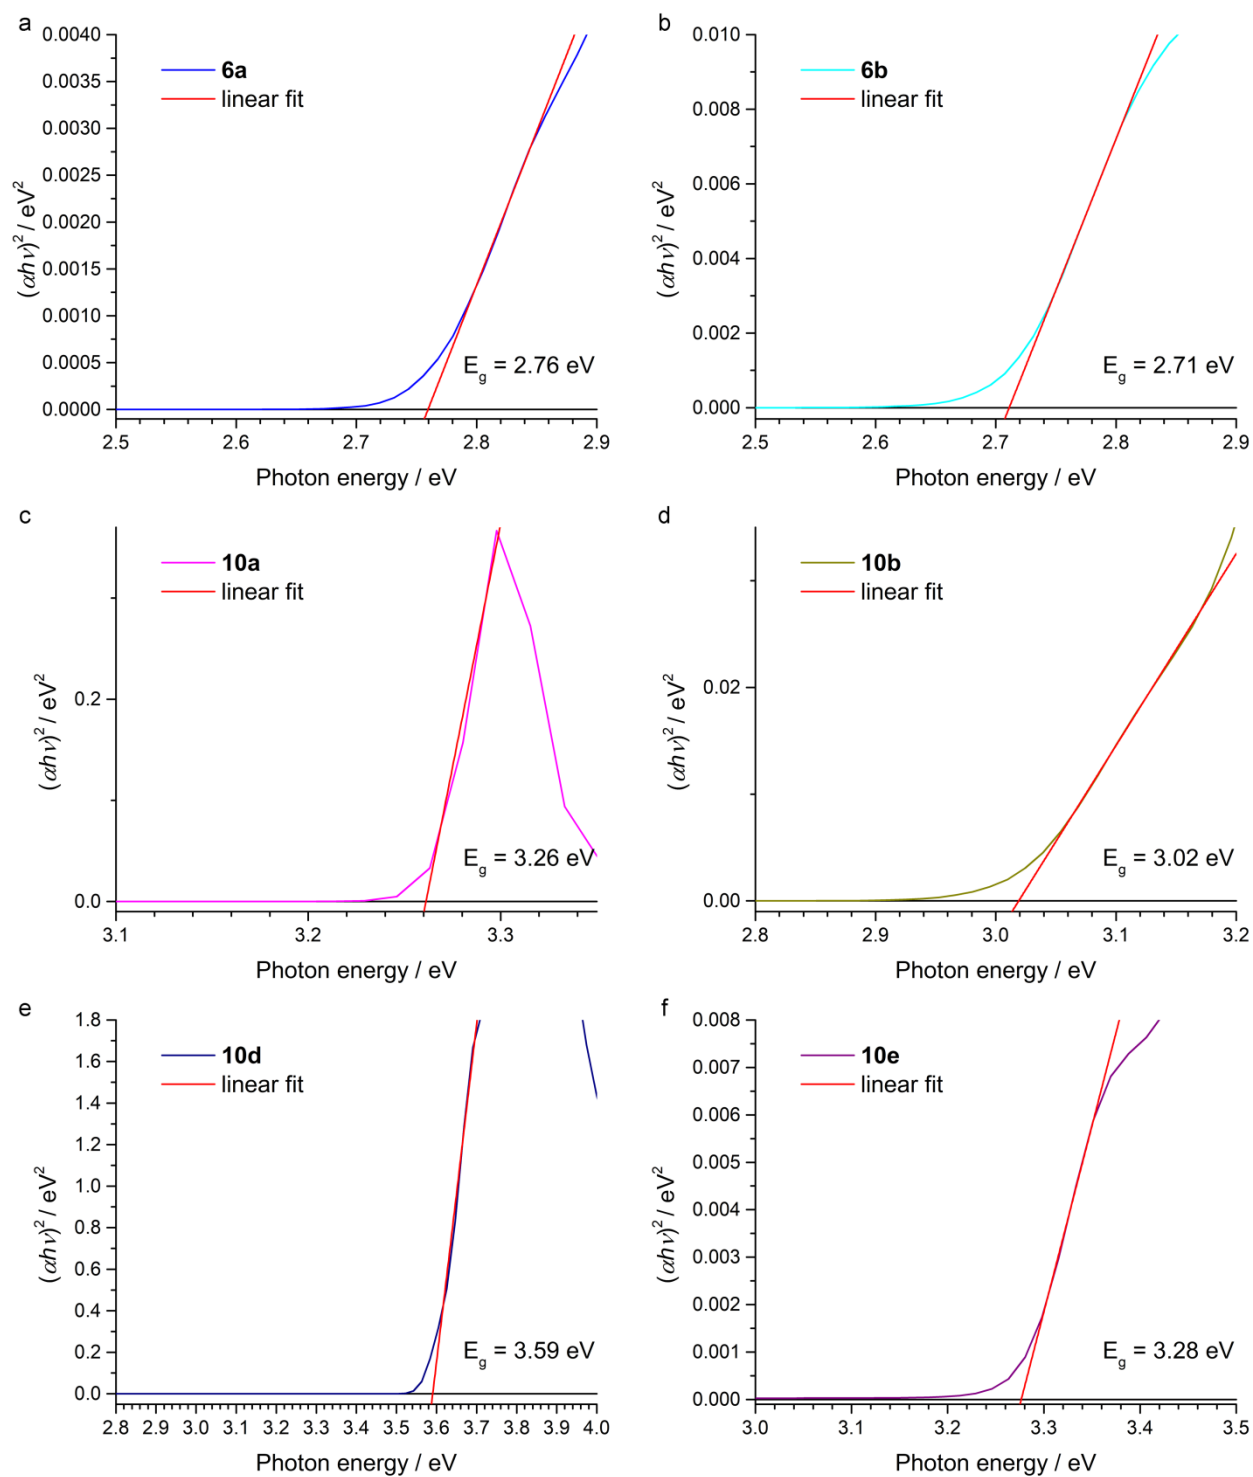 a
0.0040
0.0035
0.0030
0.0025
0.0020
0.0015
0.0010
0.0005
0.0000
(αhν)² / eV²
6a
linear fit
E_g = 2.76 eV
2.5 2.6 2.7 2.8 2.9
Photon energy / eV
b
0.010
0.008
0.006
0.004
0.002
0.000
(αhν)² / eV²
6b
linear fit
E_g = 2.71 eV
2.5 2.6 2.7 2.8 2.9
Photon energy / eV
c
0.2
0.0
(αhν)² / eV²
10a
linear fit
E_g = 3.26 eV
3.1 3.2 3.3
Photon energy / eV
d
0.02
0.00
(αhν)² / eV²
10b
linear fit
E_g = 3.02 eV
2.8 2.9 3.0 3.1 3.2
Photon energy / eV
e
1.8
1.6
1.4
1.2
1.0
0.8
0.6
0.4
0.2
0.0
(αhν)² / eV²
10d
linear fit
E_g = 3.59 eV
2.8 2.9 3.0 3.1 3.2 3.3 3.4 3.5 3.6 3.7 3.8 3.9 4.0
Photon energy / eV
f
0.008
0.007
0.006
0.005
0.004
0.003
0.002
0.001
0.000
(αhν)² / eV²
10e
linear fit
E_g = 3.28 eV
3.0 3.1 3.2 3.3 3.4 3.5
Photon energy / eV